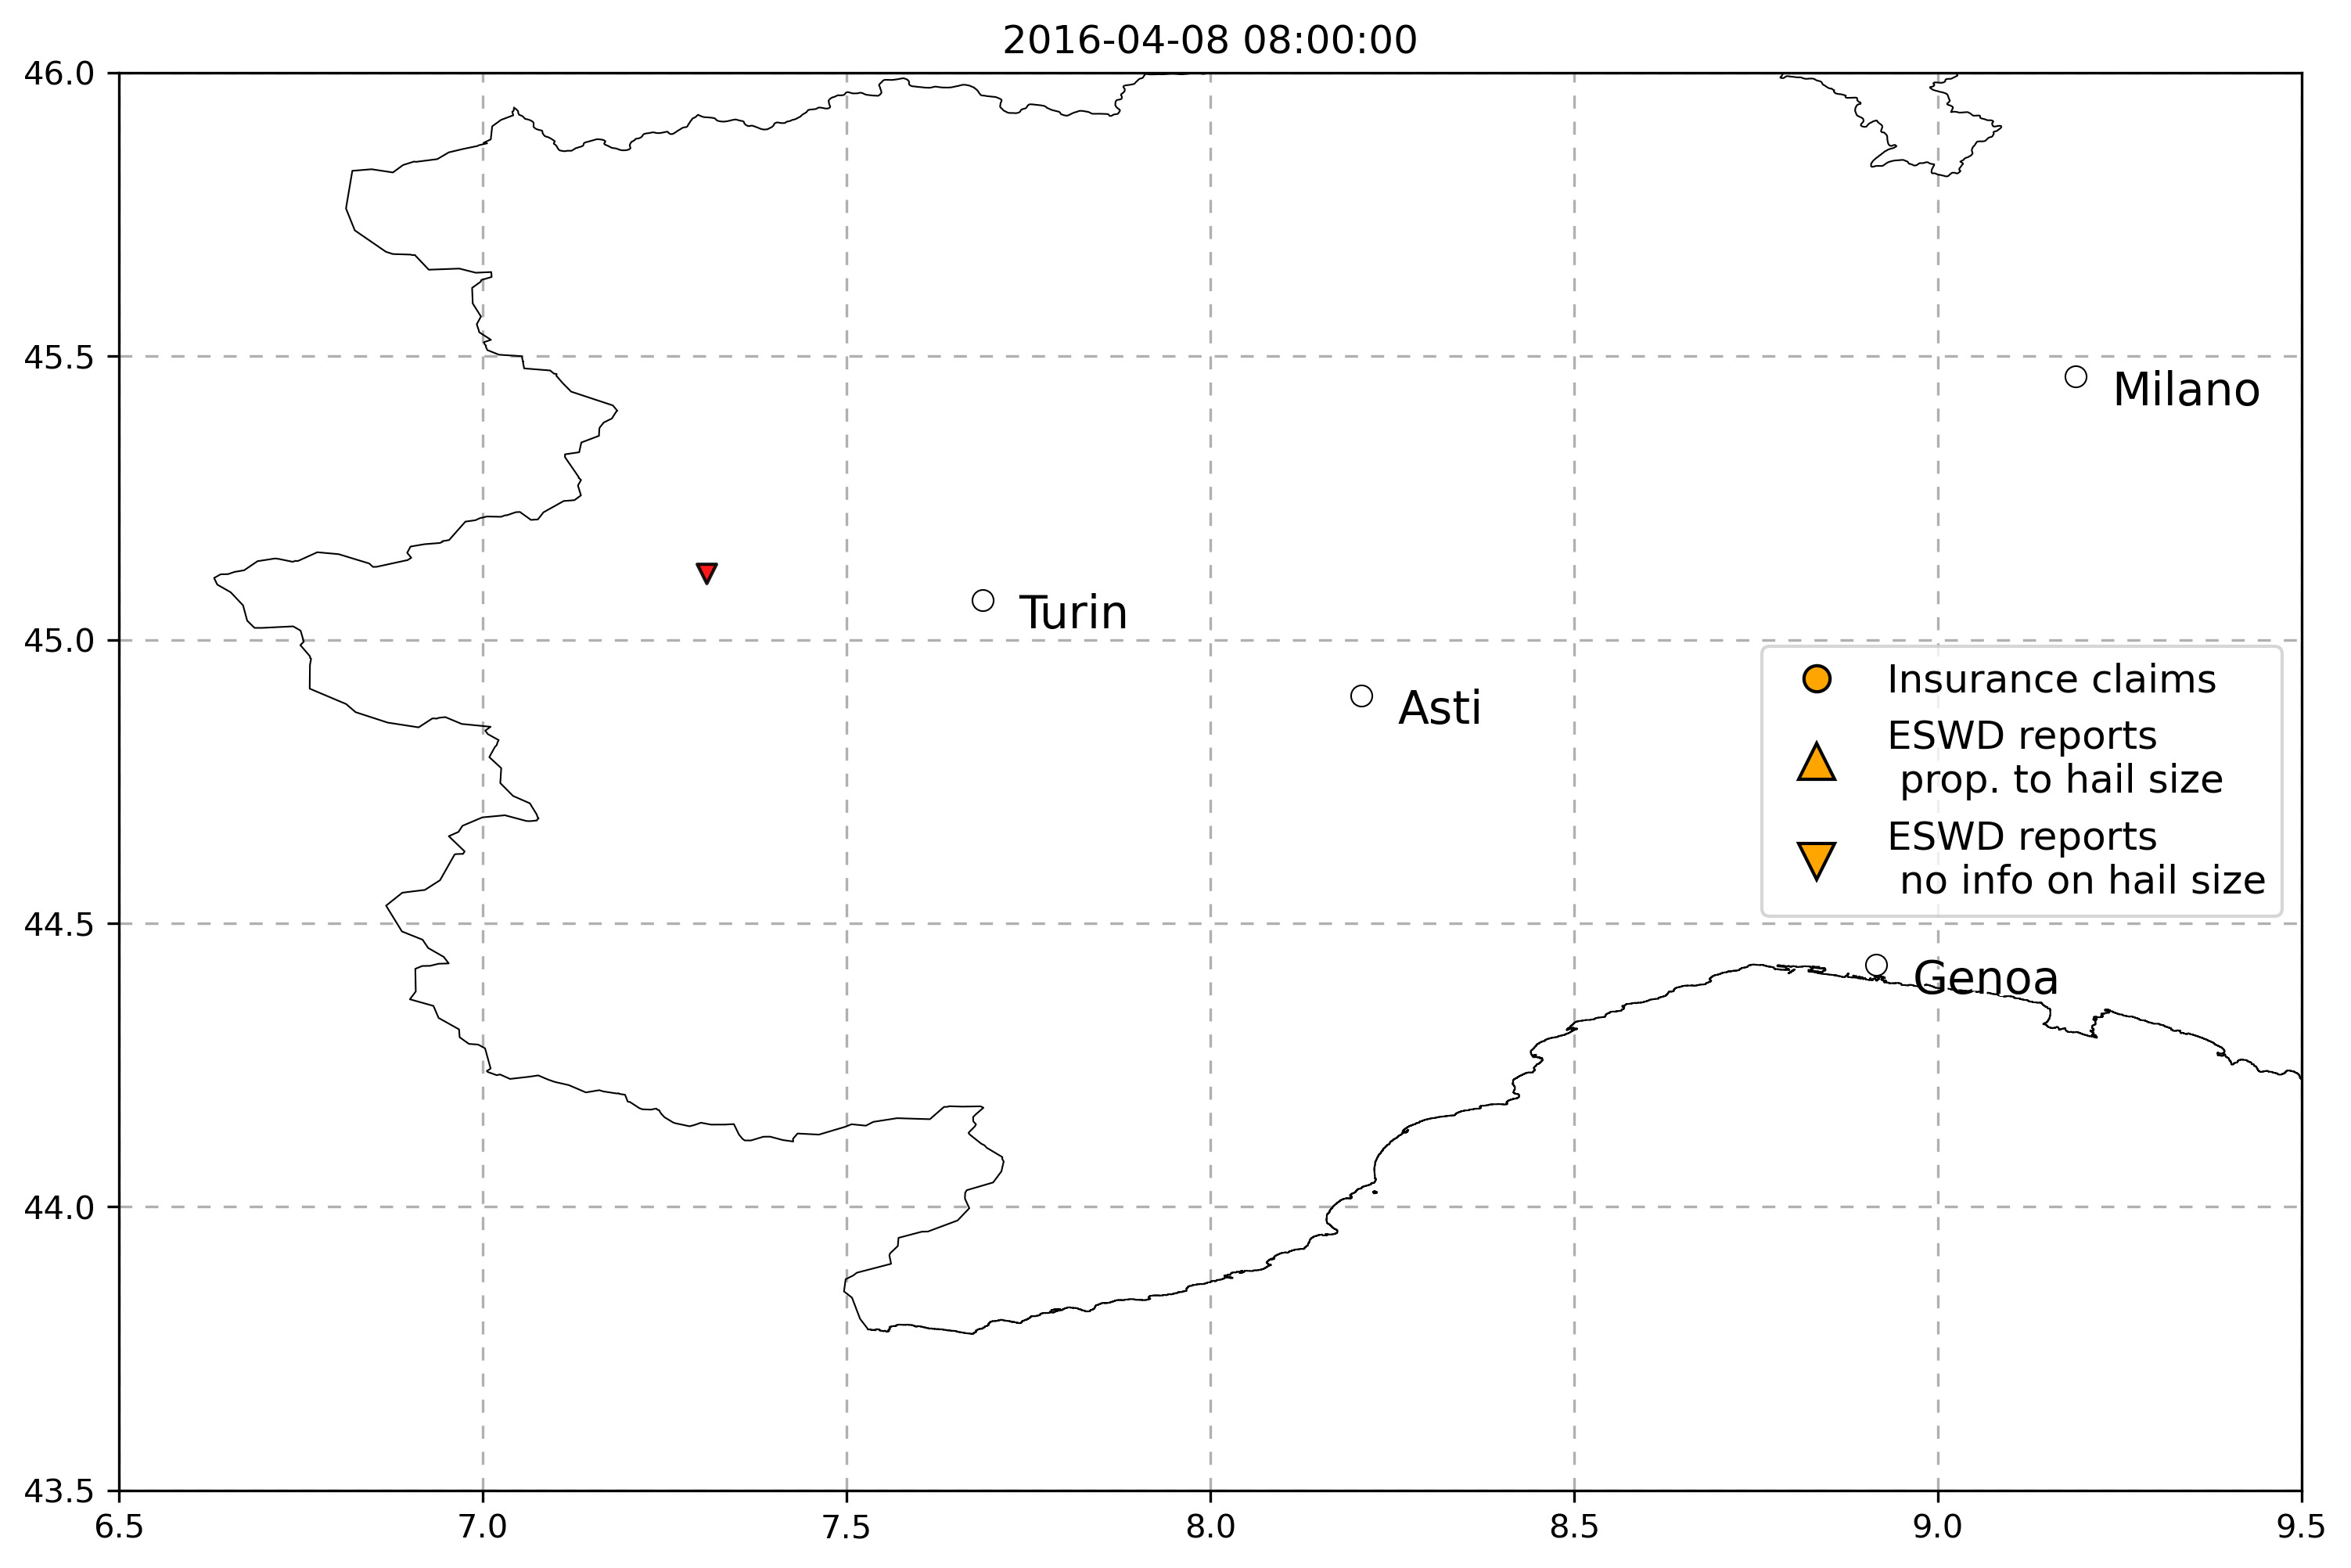 2016-04-08 08:00:00
46.0
45.5
Milano
Turin
45.0
Insurance claims
Asti
ESWD reports
prop. to hail size
ESWD reports
no info on hail size
44.5
Genoa
44.0
43.5
6.5 7.0 7.5 8.0 8.5 9.0 9.5